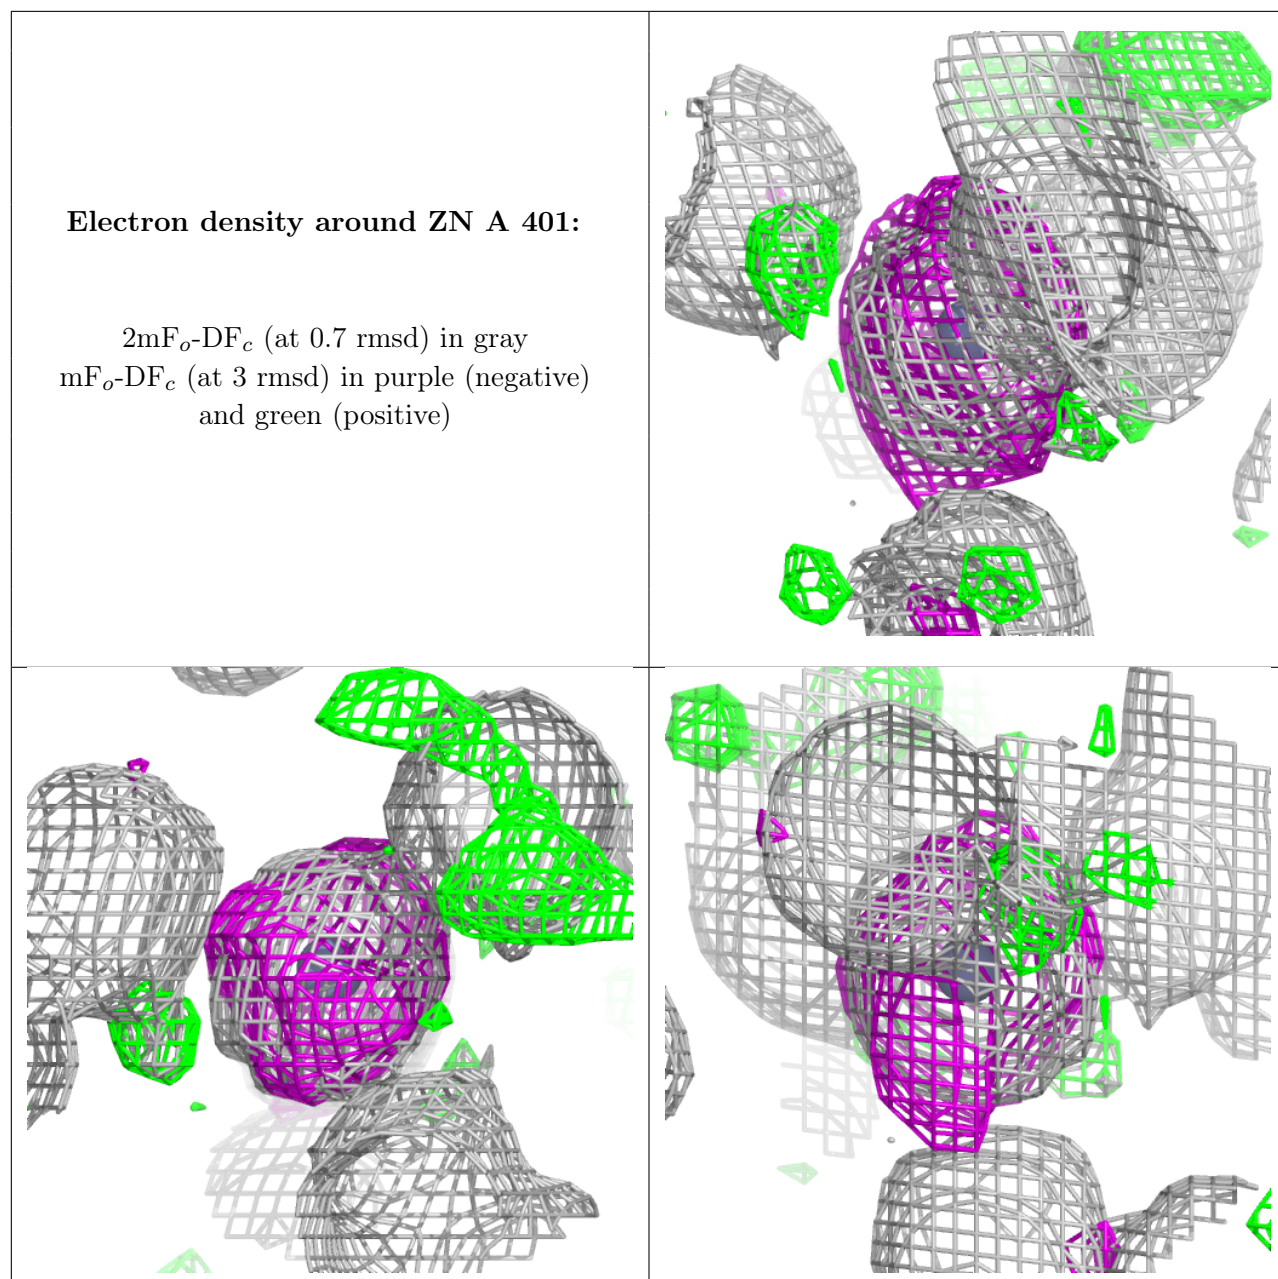 Electron density around ZN A 401:
2mFₒ-DF𝒸 (at 0.7 rmsd) in gray
mFₒ-DF𝒸 (at 3 rmsd) in purple (negative)
and green (positive)